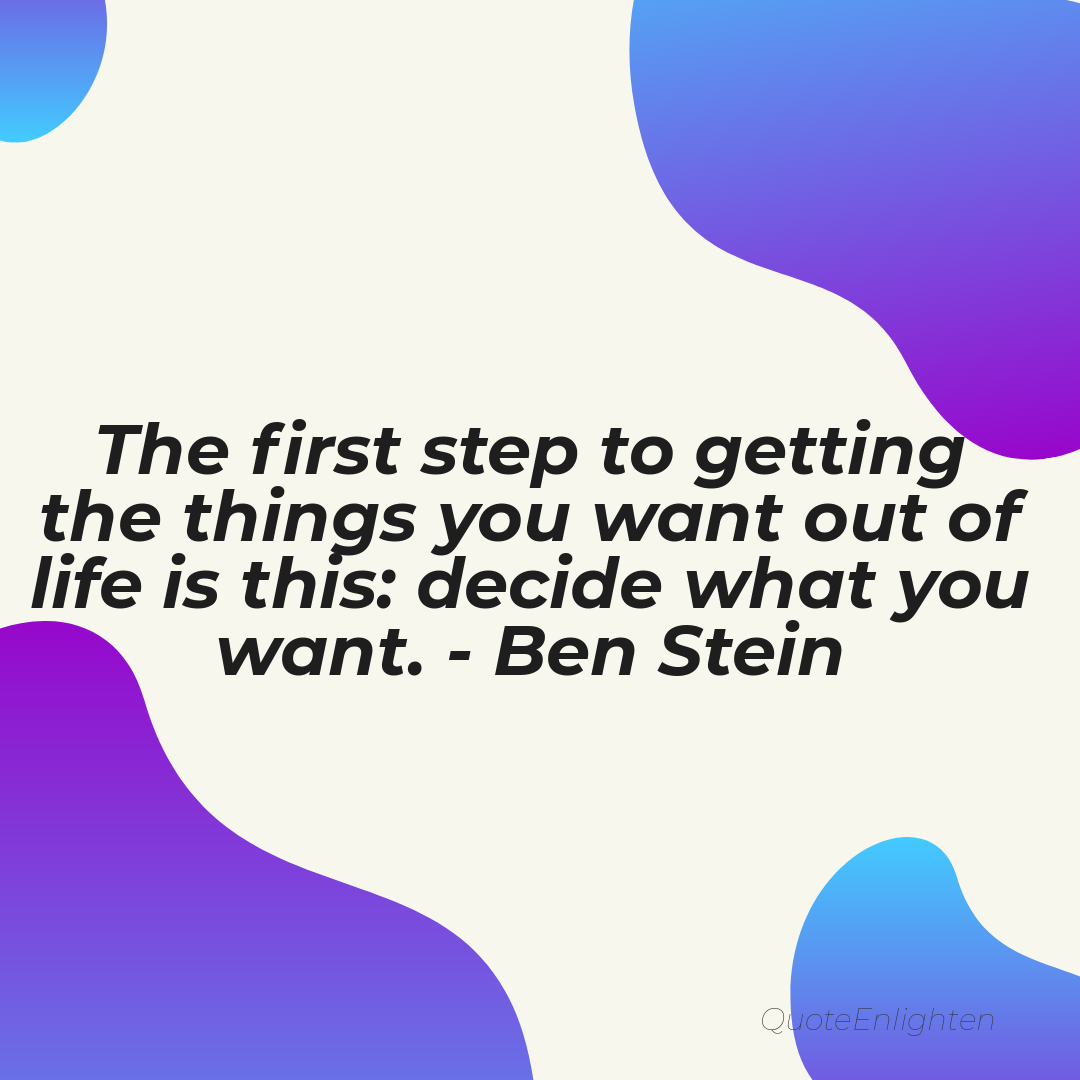 The first step to getting
the things you want out of
life is this: decide what you
want. - Ben Stein
QuoteEnlighten